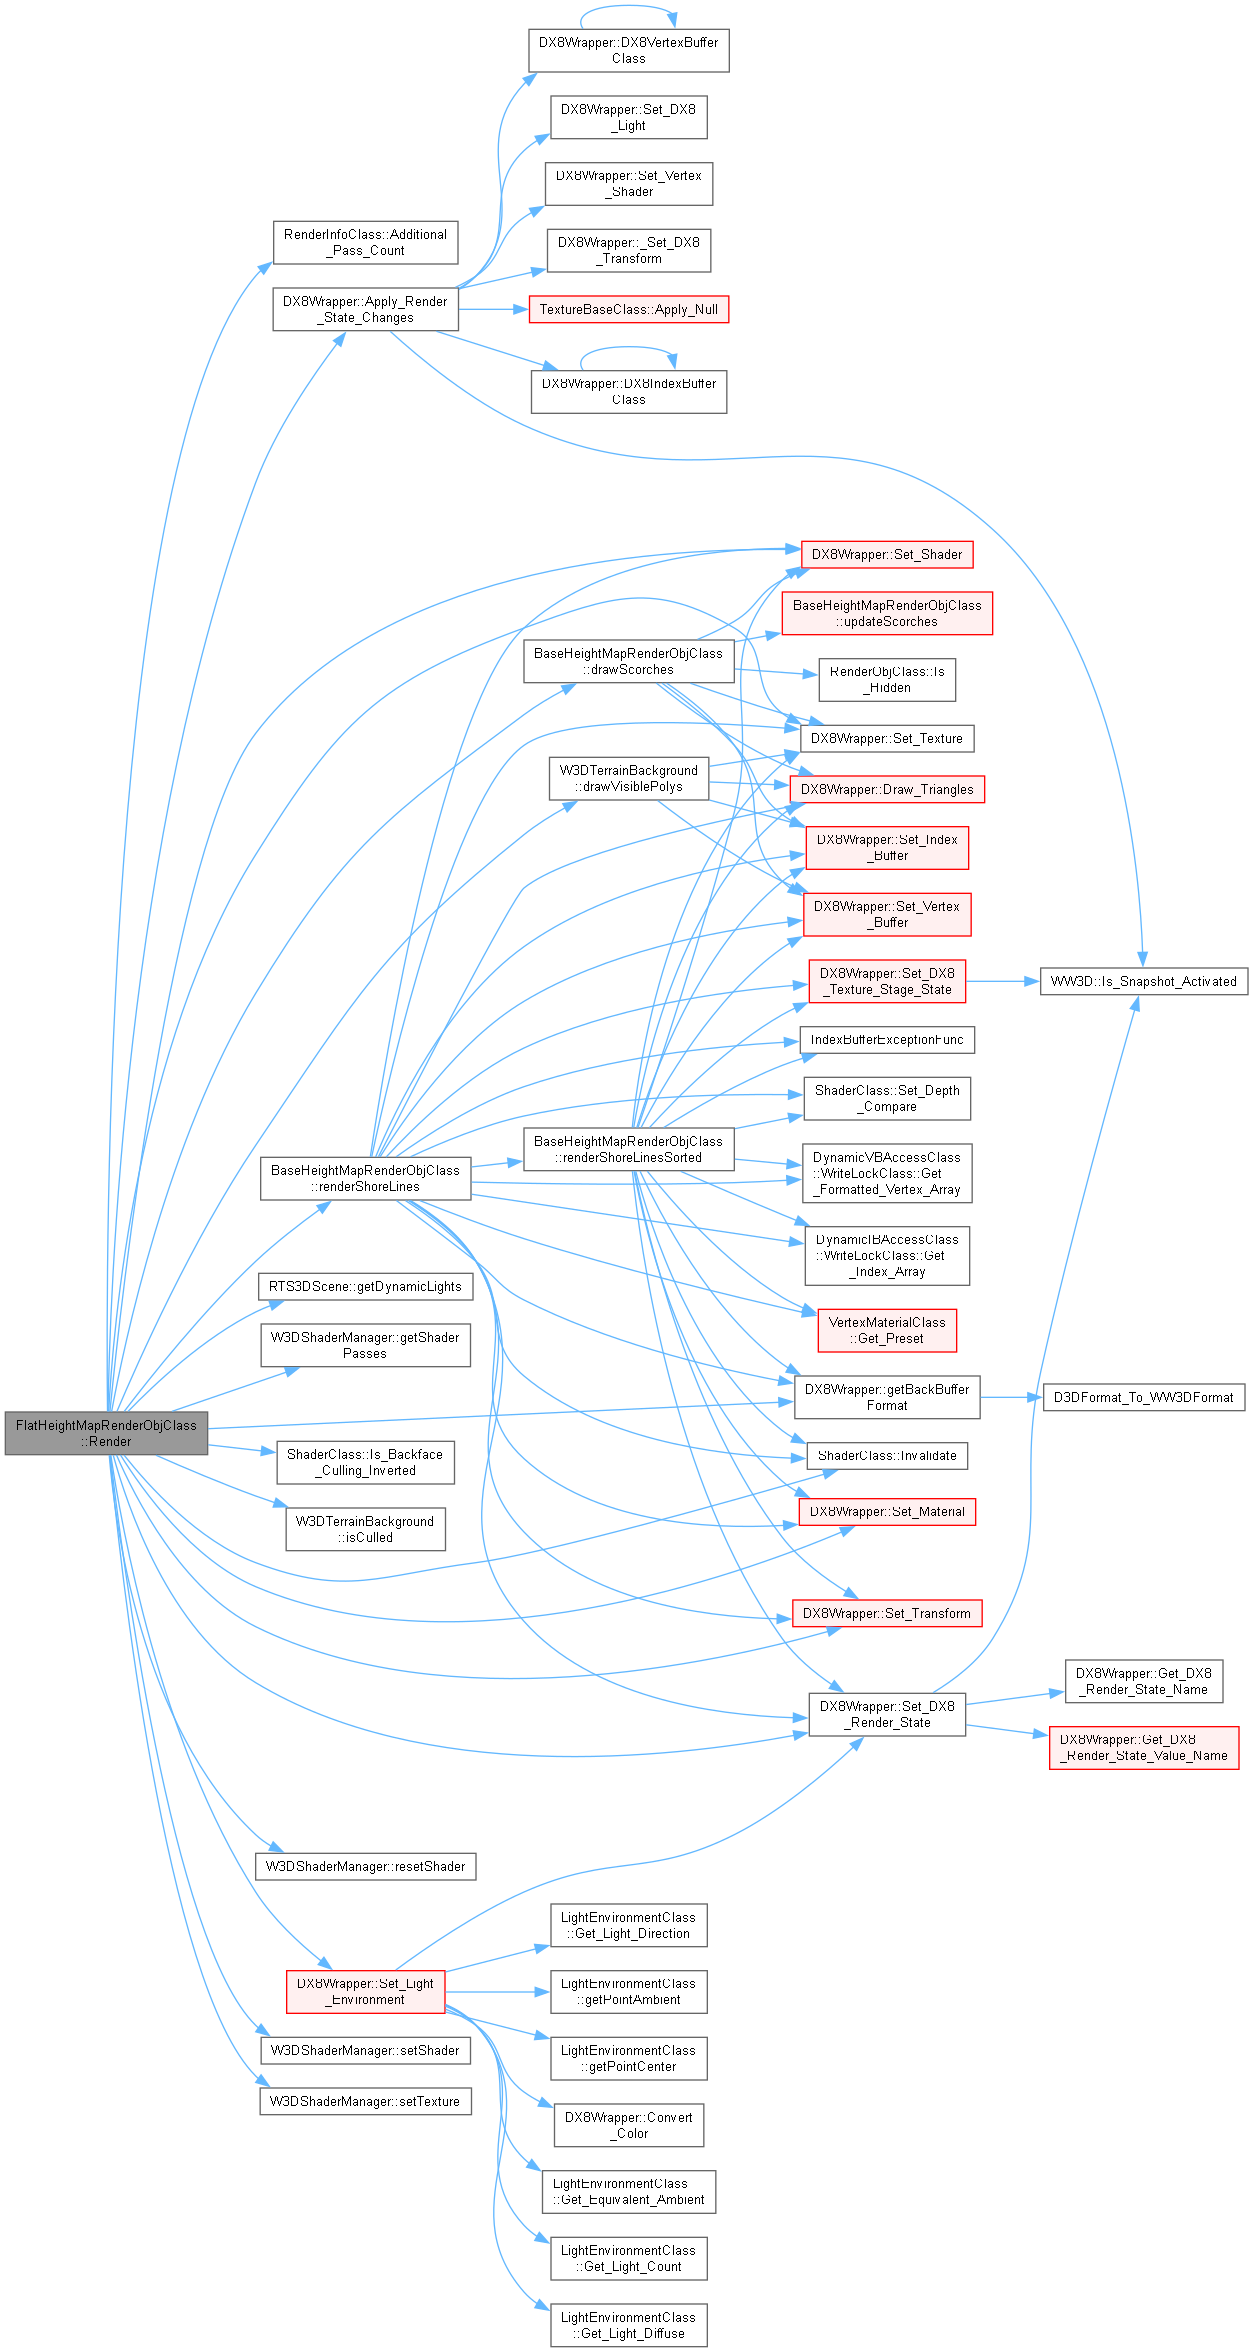 DX8Wrapper::DX8VertexBuffer
Class
DX8Wrapper::Set_DX8
_Light
DX8Wrapper::Set_Vertex
_Shader
RenderInfoClass::Additional
_Pass_Count
DX8Wrapper::_Set_DX8
_Transform
DX8Wrapper::Apply_Render
_State_Changes
TextureBaseClass::Apply_Null
DX8Wrapper::DX8IndexBuffer
Class
DX8Wrapper::Set_Shader
BaseHeightMapRenderObjClass
::updateScorches
BaseHeightMapRenderObjClass
::drawScorches
RenderObjClass::Is
_Hidden
DX8Wrapper::Set_Texture
W3DTerrainBackground
::drawVisiblePolys
DX8Wrapper::Draw_Triangles
DX8Wrapper::Set_Index
_Buffer
DX8Wrapper::Set_Vertex
_Buffer
DX8Wrapper::Set_DX8
_Texture_Stage_State
WW3D::Is_Snapshot_Activated
IndexBufferExceptionFunc
ShaderClass::Set_Depth
_Compare
BaseHeightMapRenderObjClass
::renderShoreLinesSorted
BaseHeightMapRenderObjClass
::renderShoreLines
DynamicVBAccessClass
::WriteLockClass::Get
_Formatted_Vertex_Array
DynamicIBAccessClass
::WriteLockClass::Get
_Index_Array
RTS3DScene::getDynamicLights
VertexMaterialClass
::Get_Preset
W3DShaderManager::getShader
Passes
DX8Wrapper::getBackBuffer
Format
D3DFormat_To_WW3DFormat
FlatHeightMapRenderObjClass
::Render
ShaderClass::Is_Backface
_Culling_Inverted
ShaderClass::Invalidate
W3DTerrainBackground
::isCulled
DX8Wrapper::Set_Material
DX8Wrapper::Set_Transform
DX8Wrapper::Get_DX8
_Render_State_Name
DX8Wrapper::Set_DX8
_Render_State
DX8Wrapper::Get_DX8
_Render_State_Value_Name
W3DShaderManager::resetShader
LightEnvironmentClass
::Get_Light_Direction
DX8Wrapper::Set_Light
_Environment
LightEnvironmentClass
::getPointAmbient
W3DShaderManager::setShader
LightEnvironmentClass
::getPointCenter
W3DShaderManager::setTexture
DX8Wrapper::Convert
_Color
LightEnvironmentClass
::Get_Equivalent_Ambient
LightEnvironmentClass
::Get_Light_Count
LightEnvironmentClass
::Get_Light_Diffuse